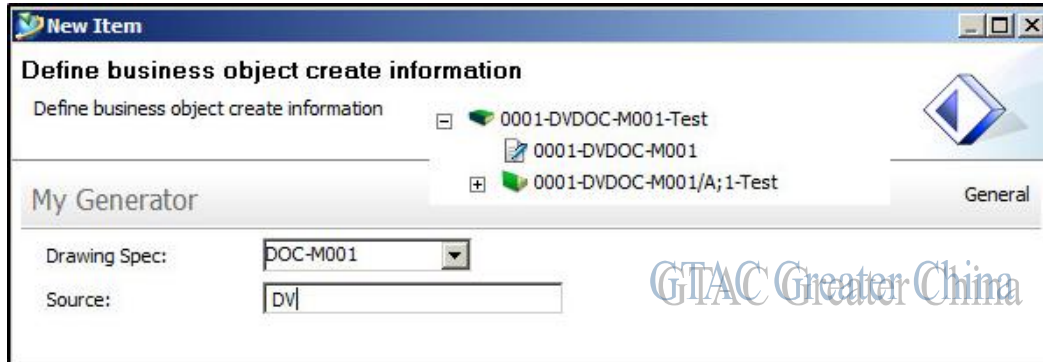 New Item
Define business object create information
Define business object create information
0001-DVDOC-M001-Test
0001-DVDOC-M001
0001-DVDOC-M001/A;1-Test
My Generator
General
Drawing Spec:
DOC-M001
Source:
DV
GTAC Greater China